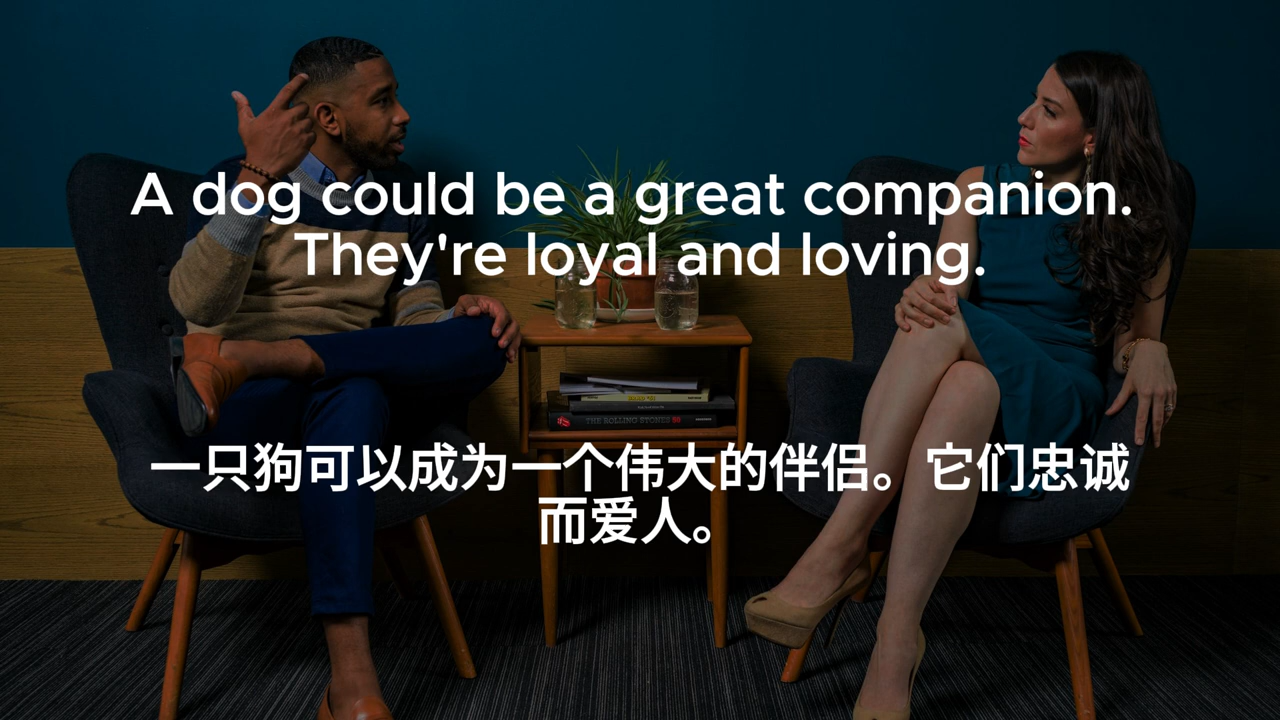 A dog could be a great companion.
They're loyal and loving.
THE ROLLING STONES
一只狗可以成为一个伟大的伴侣。它们忠诚
而爱人。